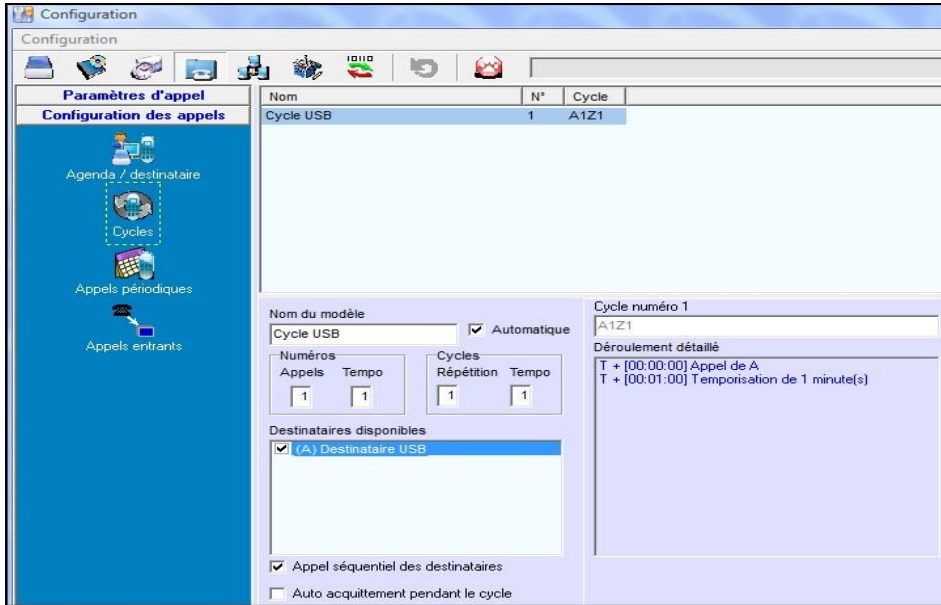 Configuration
Configuration
Paramètres d'appel
Configuration des appels
Agenda / destinataire
Cycles
Appels périodiques
Appels entrants
Nom N° Cycle
Cycle USB 1 A1Z1
Nom du modèle
Cycle USB
Automatique
Numéros
Appels Tempo
1 1
Cycles
Répétition Tempo
1 1
Destinataires disponibles
(A) Destinataire USB
Appel séquentiel des destinataires
Auto acquittement pendant le cycle
Cycle numéro 1
A1Z1
Déroulement détaillé
T + [00:00:00] Appel de A
T + [00:01:00] Temporisation de 1 minute(s)